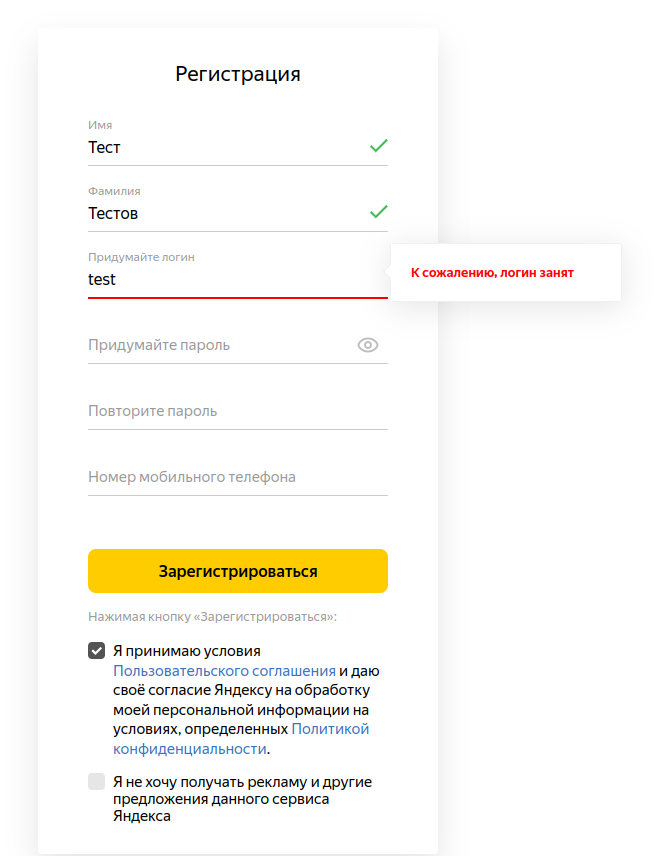 Регистрация
Имя
Тест
Фамилия
Тестов
Придумайте логин
test
К сожалению, логин занят
Придумайте пароль
Повторите пароль
Номер мобильного телефона
Зарегистрироваться
Нажимая кнопку «Зарегистрироваться»:
Я принимаю условия
Пользовательского соглашения и даю
своё согласие Яндексу на обработку
моей персональной информации на
условиях, определенных Политикой
конфиденциальности.
Я не хочу получать рекламу и другие
предложения данного сервиса
Яндекса